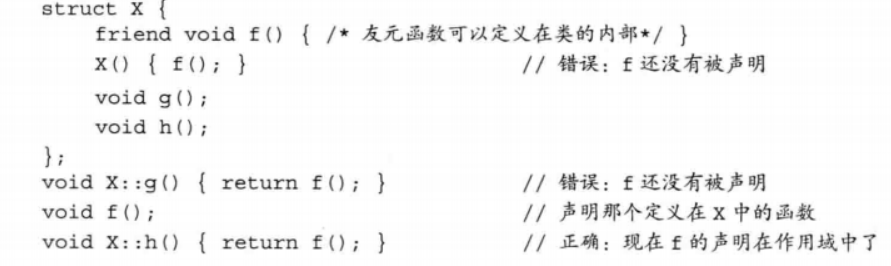 struct X {
    friend void f() { /* 友元函数可以定义在类的内部*/ }
    X() { f(); }                              // 错误：f 还没有被声明
    void g();
    void h();
};
void X::g() { return f(); }                   // 错误：f 还没有被声明
void f();                                     // 声明那个定义在 X 中的函数
void X::h() { return f(); }                   // 正确：现在 f 的声明在作用域中了